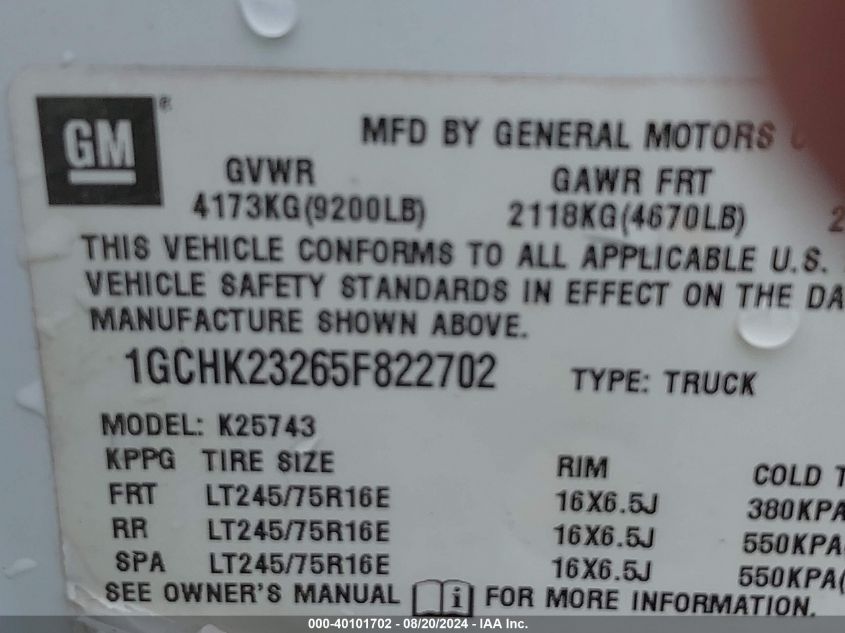 GM ®
MFD BY GENERAL MOTORS
GVWR GAWR FRT
4173KG(9200LB) 2118KG(4670LB) 2
THIS VEHICLE CONFORMS TO ALL APPLICABLE U.S.
VEHICLE SAFETY STANDARDS IN EFFECT ON THE DA
MANUFACTURE SHOWN ABOVE.
1GCHK23265F822702 TYPE: TRUCK
MODEL: K25743
KPPG TIRE SIZE RIM COLD T
FRT LT245/75R16E 16X6.5J 380KPA
RR LT245/75R16E 16X6.5J 550KPA(
SPA LT245/75R16E 16X6.5J 550KPA(
SEE OWNER'S MANUAL i FOR MORE INFORMATION.
000-40101702 - 08/20/2024 - IAA Inc.